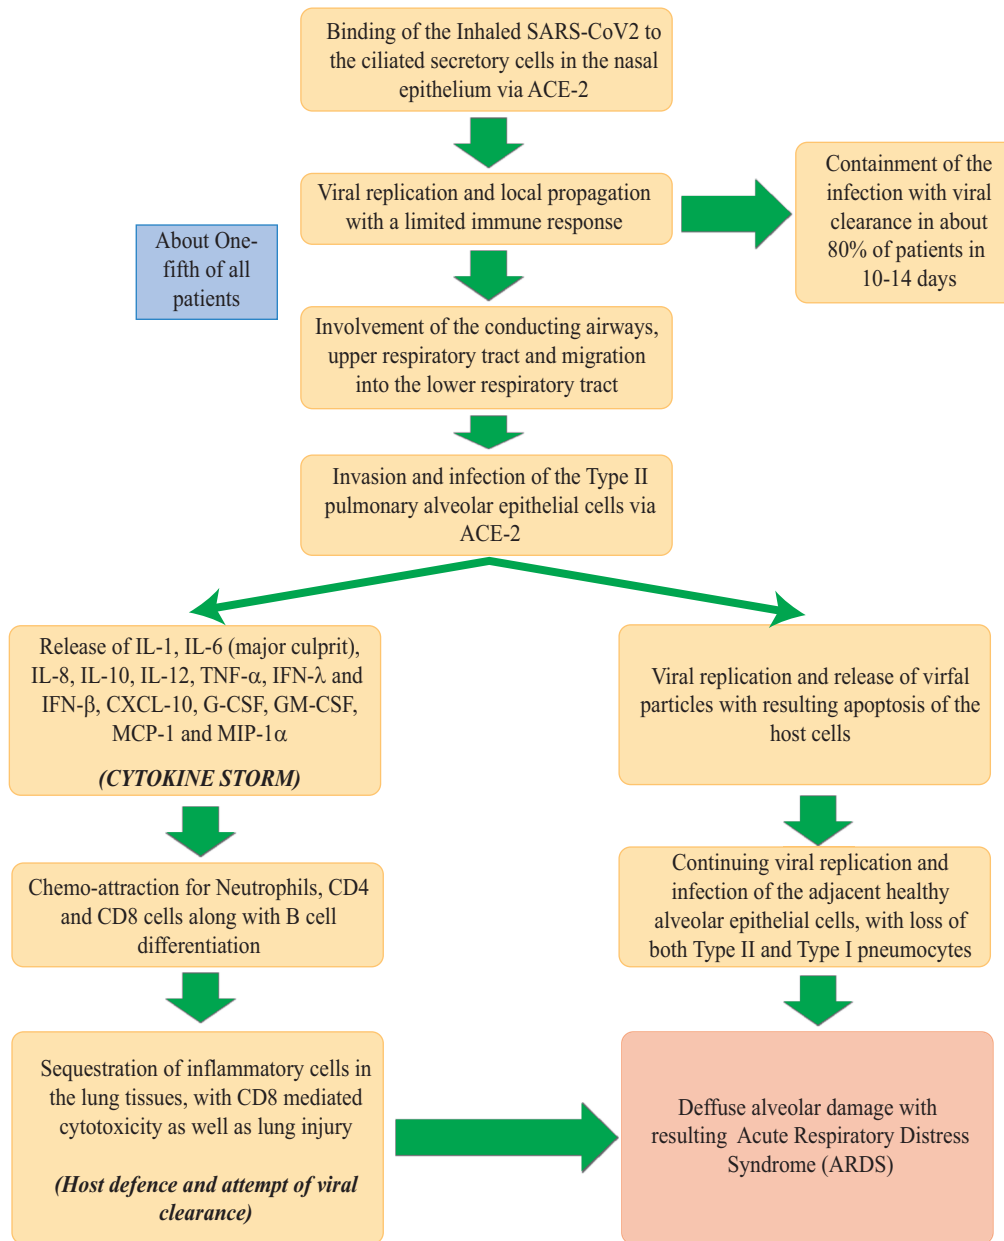 Binding of the Inhaled SARS-CoV2 to
the ciliated secretory cells in the nasal
epithelium via ACE-2
Viral replication and local propagation
with a limited immune response
Containment of the
infection with viral
clearance in about
80% of patients in
10-14 days
About One-
fifth of all
patients
Involvement of the conducting airways,
upper respiratory tract and migration
into the lower respiratory tract
Invasion and infection of the Type II
pulmonary alveolar epithelial cells via
ACE-2
Release of IL-1, IL-6 (major culprit),
IL-8, IL-10, IL-12, TNF-α, IFN-λ and
IFN-β, CXCL-10, G-CSF, GM-CSF,
MCP-1 and MIP-1α
(CYTOKINE STORM)
Viral replication and release of virfal
particles with resulting apoptosis of the
host cells
Chemo-attraction for Neutrophils, CD4
and CD8 cells along with B cell
differentiation
Continuing viral replication and
infection of the adjacent healthy
alveolar epithelial cells, with loss of
both Type II and Type I pneumocytes
Sequestration of inflammatory cells in
the lung tissues, with CD8 mediated
cytotoxicity as well as lung injury
(Host defence and attempt of viral
clearance)
Deffuse alveolar damage with
resulting Acute Respiratory Distress
Syndrome (ARDS)